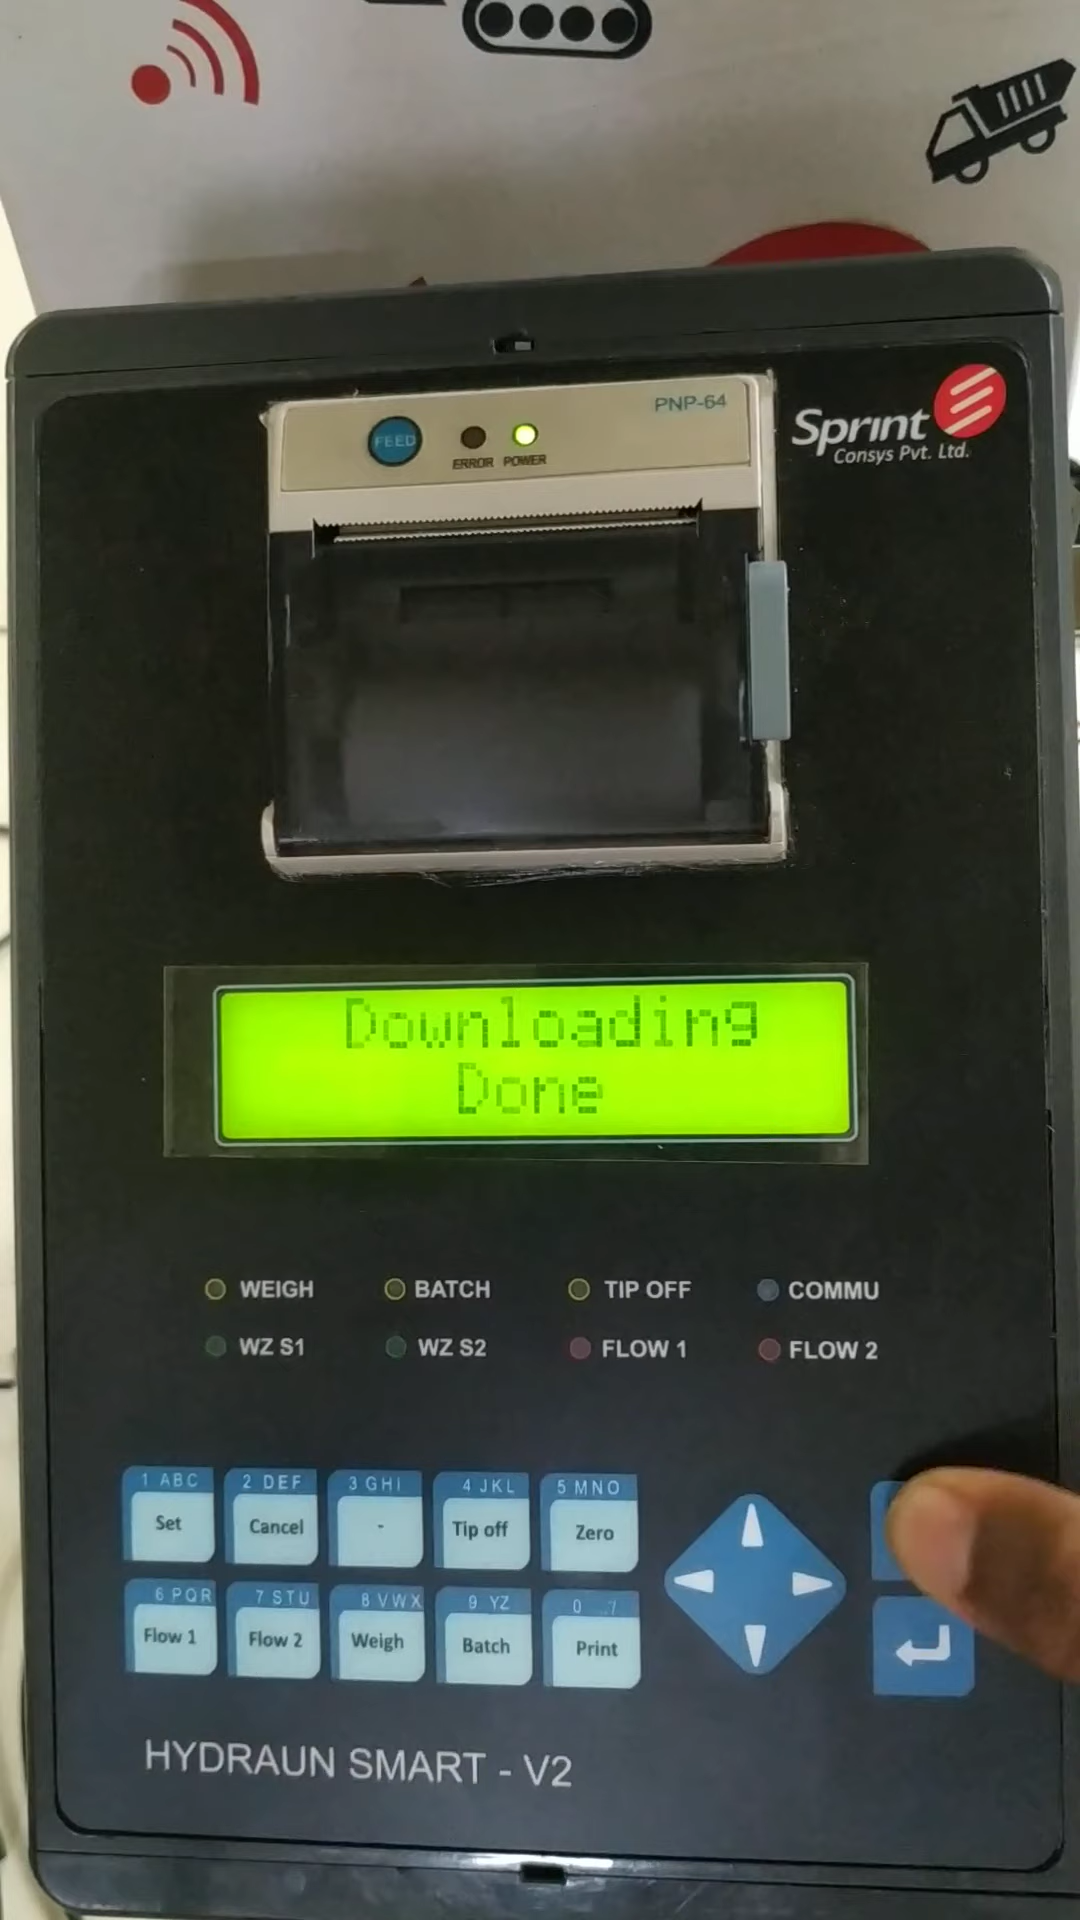 PNP-64
FEED
ERROR POWER
Sprint
Consys Pvt. Ltd.
Downloading
Done
WEIGH BATCH TIP OFF COMMU
WZ S1 WZ S2 FLOW 1 FLOW 2
1 ABC 2 DEF 3 GHI 4 JKL 5 MNO
Set Cancel - Tip off Zero
6 PQR 7 STU 8 VWX 9 YZ 0 ../
Flow 1 Flow 2 Weigh Batch Print
HYDRAUN SMART - V2